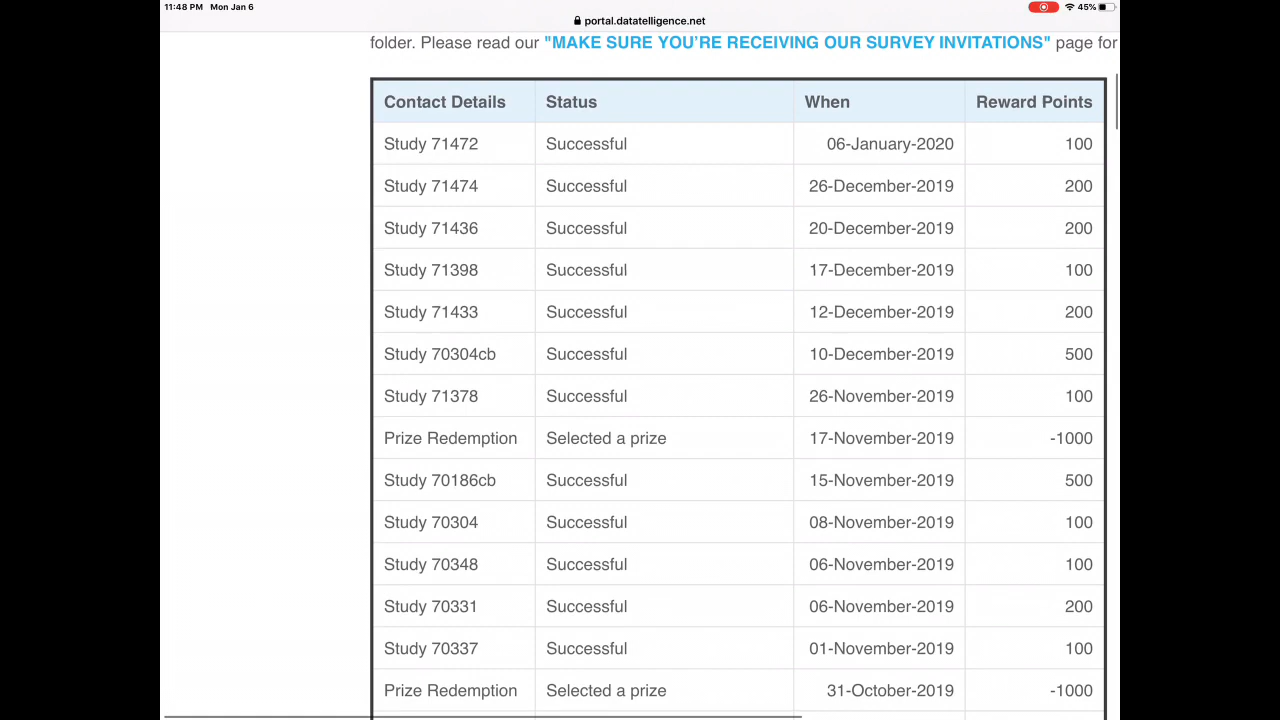 11:48 PM Mon Jan 6 45%
portal.datatelligence.net
folder. Please read our "MAKE SURE YOU'RE RECEIVING OUR SURVEY INVITATIONS" page for
Contact Details Status When Reward Points
Study 71472 Successful 06-January-2020 100
Study 71474 Successful 26-December-2019 200
Study 71436 Successful 20-December-2019 200
Study 71398 Successful 17-December-2019 100
Study 71433 Successful 12-December-2019 200
Study 70304cb Successful 10-December-2019 500
Study 71378 Successful 26-November-2019 100
Prize Redemption Selected a prize 17-November-2019 -1000
Study 70186cb Successful 15-November-2019 500
Study 70304 Successful 08-November-2019 100
Study 70348 Successful 06-November-2019 100
Study 70331 Successful 06-November-2019 200
Study 70337 Successful 01-November-2019 100
Prize Redemption Selected a prize 31-October-2019 -1000